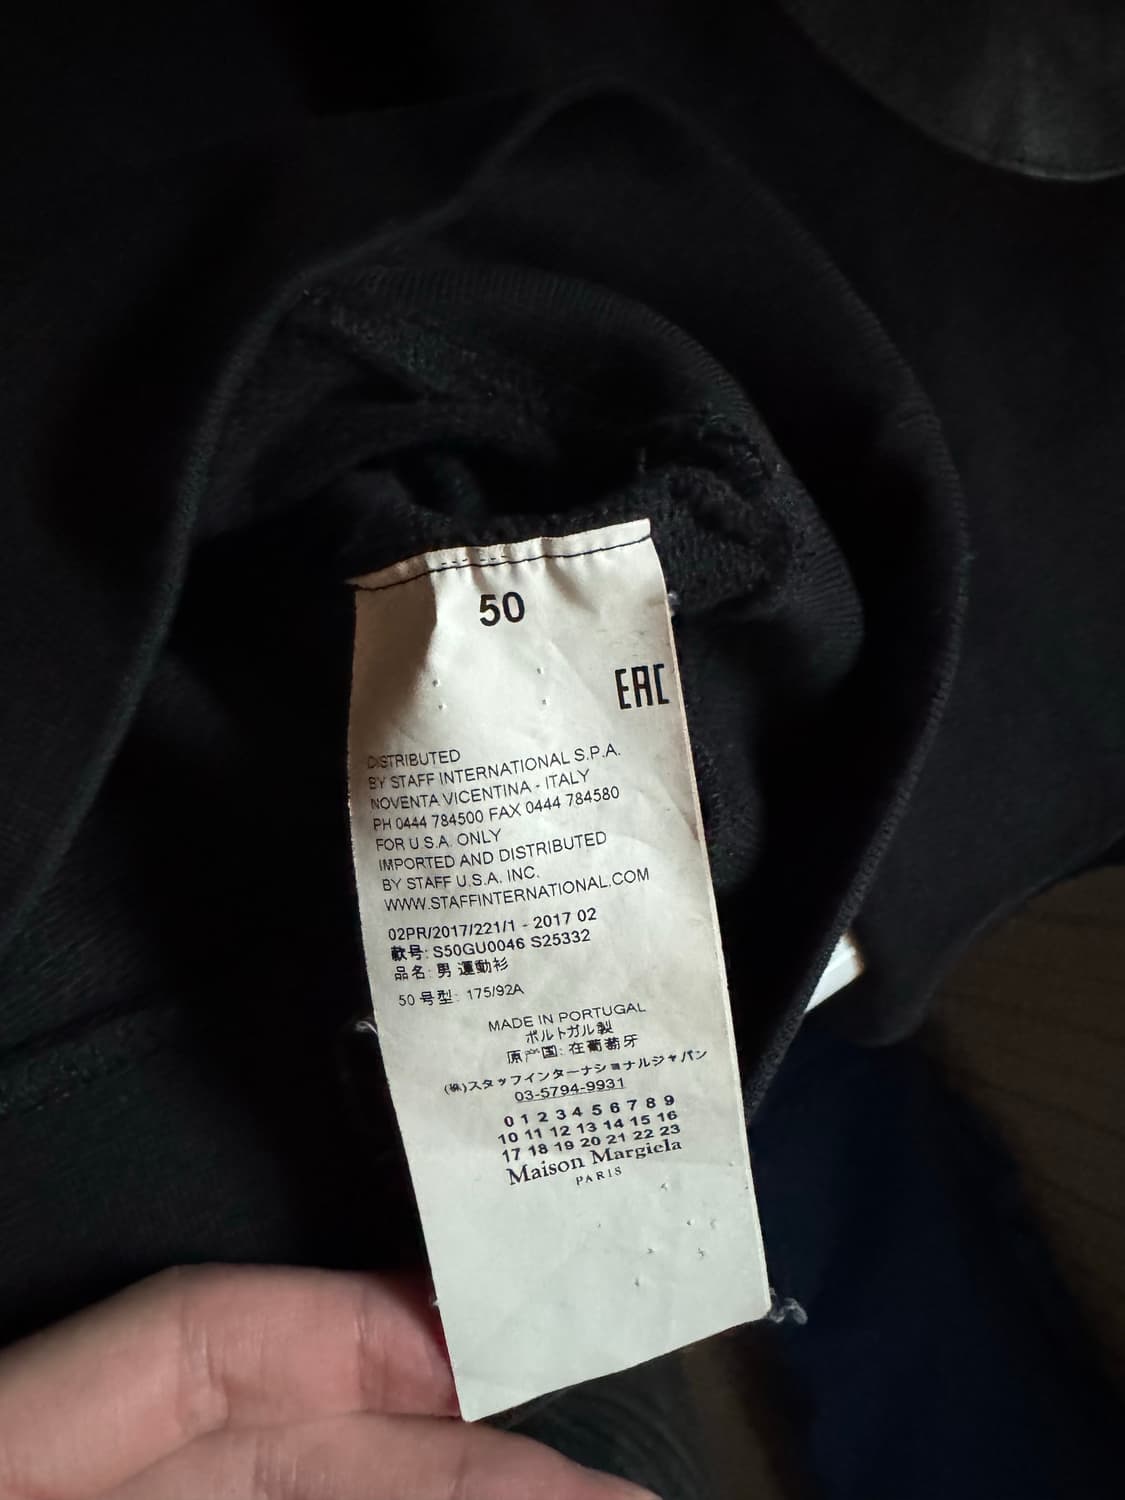 50
EAC
DISTRIBUTED
BY STAFF INTERNATIONAL S.P.A.
NOVENTA VICENTINA - ITALY
PH 0444 784500 FAX 0444 784580
FOR U.S.A. ONLY
IMPORTED AND DISTRIBUTED
BY STAFF U.S.A. INC.
WWW.STAFFINTERNATIONAL.COM
02PR/2017/221/1 - 2017 02
款号: S50GU0046 S25332
品名: 男 運動衫
50 号型: 175/92A
MADE IN PORTUGAL
ポルトガル製
原产国: 在葡萄牙
(株)スタッフインターナショナルジャパン
03-5794-9931
0 1 2 3 4 5 6 7 8 9
10 11 12 13 14 15 16
17 18 19 20 21 22 23
Maison Margiela
PARIS